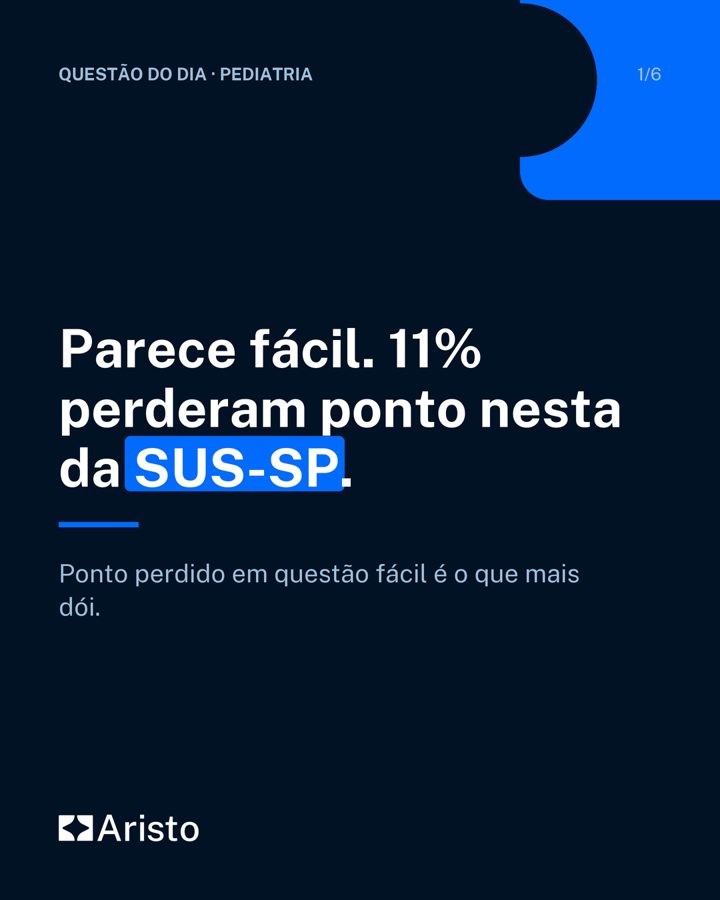 QUESTÃO DO DIA · PEDIATRIA
1/6
Parece fácil. 11%
perderam ponto nesta
da SUS-SP.
Ponto perdido em questão fácil é o que mais
dói.
Aristo